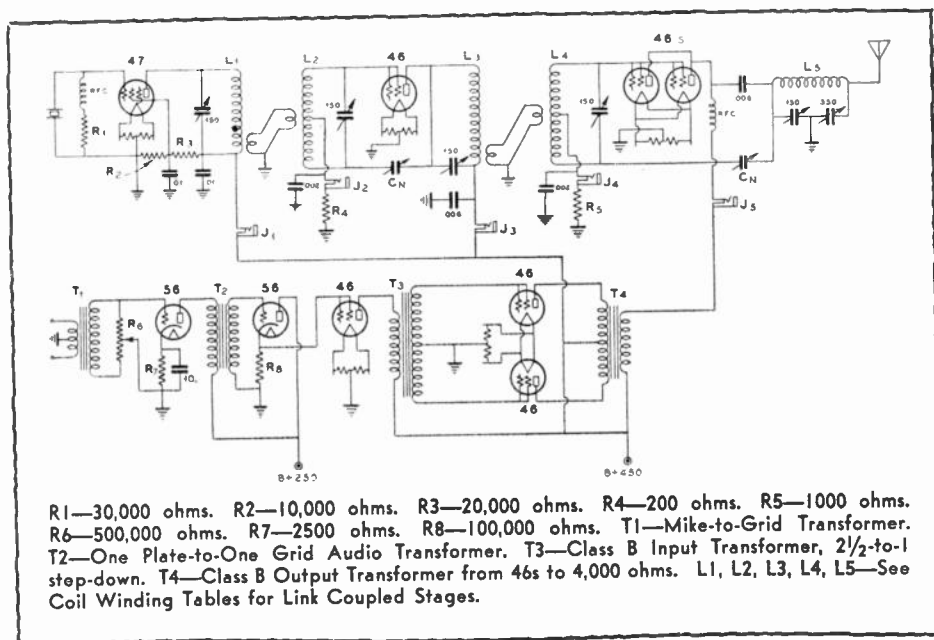 47
L1
L2
46
L3
L4
46 S
L5
RFC
R1
R2
R3
.150
.01
.01
.150
.002
J2
R4
CN
.150
.006
J1
J3
.150
.002
J4
R5
RFC
.006
.150
.350
CN
J5
T1
56
T2
56
46
T3
46
T4
R6
R7
10
R8
46
B+250
B+450
R1—30,000 ohms. R2—10,000 ohms. R3—20,000 ohms. R4—200 ohms. R5—1000 ohms.
R6—500,000 ohms. R7—2500 ohms. R8—100,000 ohms. T1—Mike-to-Grid Transformer.
T2—One Plate-to-One Grid Audio Transformer. T3—Class B Input Transformer, 2½-to-1
step-down. T4—Class B Output Transformer from 46s to 4,000 ohms. L1, L2, L3, L4, L5—See
Coil Winding Tables for Link Coupled Stages.